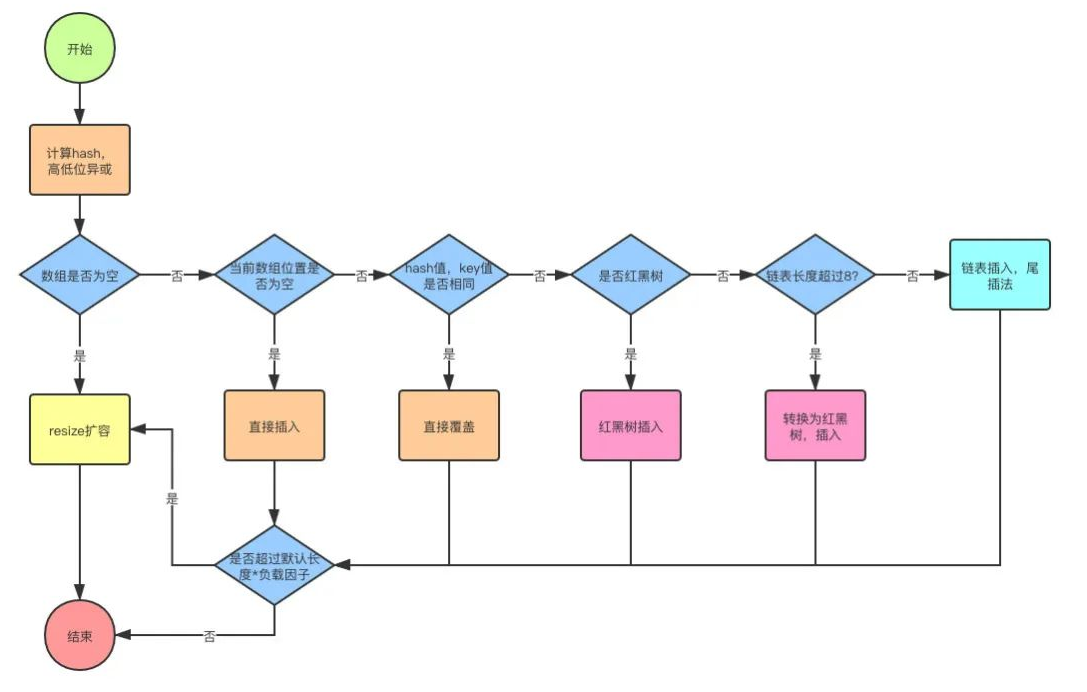 开始
计算hash，
高低位异或
数组是否为空
否
当前数组位置是
否为空
否
hash值，key值
是否相同
否
是否红黑树
否
链表长度超过8?
否
链表插入，尾
插法
是
是
是
是
是
resize扩容
直接插入
直接覆盖
红黑树插入
转换为红黑
树，插入
是
是否超过默认长
度*负载因子
否
结束